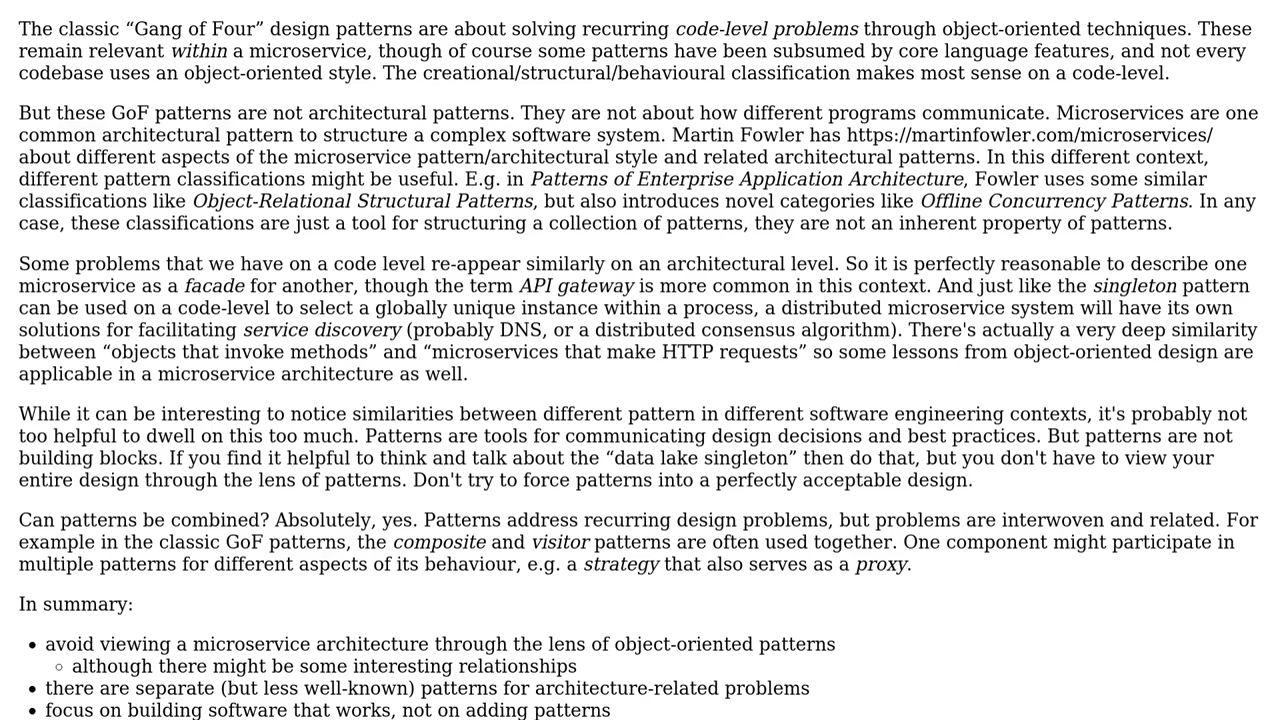 The classic “Gang of Four” design patterns are about solving recurring code-level problems through object-oriented techniques. These
remain relevant within a microservice, though of course some patterns have been subsumed by core language features, and not every
codebase uses an object-oriented style. The creational/structural/behavioural classification makes most sense on a code-level.
But these GoF patterns are not architectural patterns. They are not about how different programs communicate. Microservices are one
common architectural pattern to structure a complex software system. Martin Fowler has https://martinfowler.com/microservices/
about different aspects of the microservice pattern/architectural style and related architectural patterns. In this different context,
different pattern classifications might be useful. E.g. in Patterns of Enterprise Application Architecture, Fowler uses some similar
classifications like Object-Relational Structural Patterns, but also introduces novel categories like Offline Concurrency Patterns. In any
case, these classifications are just a tool for structuring a collection of patterns, they are not an inherent property of patterns.
Some problems that we have on a code level re-appear similarly on an architectural level. So it is perfectly reasonable to describe one
microservice as a facade for another, though the term API gateway is more common in this context. And just like the singleton pattern
can be used on a code-level to select a globally unique instance within a process, a distributed microservice system will have its own
solutions for facilitating service discovery (probably DNS, or a distributed consensus algorithm). There's actually a very deep similarity
between “objects that invoke methods” and “microservices that make HTTP requests” so some lessons from object-oriented design are
applicable in a microservice architecture as well.
While it can be interesting to notice similarities between different pattern in different software engineering contexts, it's probably not
too helpful to dwell on this too much. Patterns are tools for communicating design decisions and best practices. But patterns are not
building blocks. If you find it helpful to think and talk about the “data lake singleton” then do that, but you don't have to view your
entire design through the lens of patterns. Don't try to force patterns into a perfectly acceptable design.
Can patterns be combined? Absolutely, yes. Patterns address recurring design problems, but problems are interwoven and related. For
example in the classic GoF patterns, the composite and visitor patterns are often used together. One component might participate in
multiple patterns for different aspects of its behaviour, e.g. a strategy that also serves as a proxy.
In summary:
• avoid viewing a microservice architecture through the lens of object-oriented patterns
◦ although there might be some interesting relationships
• there are separate (but less well-known) patterns for architecture-related problems
• focus on building software that works, not on adding patterns